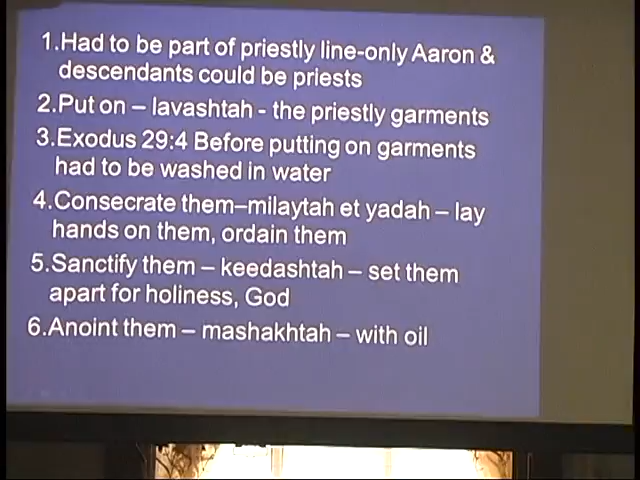 1.Had to be part of priestly line-only Aaron &
descendants could be priests
2.Put on – lavashtah - the priestly garments
3.Exodus 29:4 Before putting on garments
had to be washed in water
4.Consecrate them–milaytah et yadah – lay
hands on them, ordain them
5.Sanctify them – keedashtah – set them
apart for holiness, God
6.Anoint them – mashakhtah – with oil